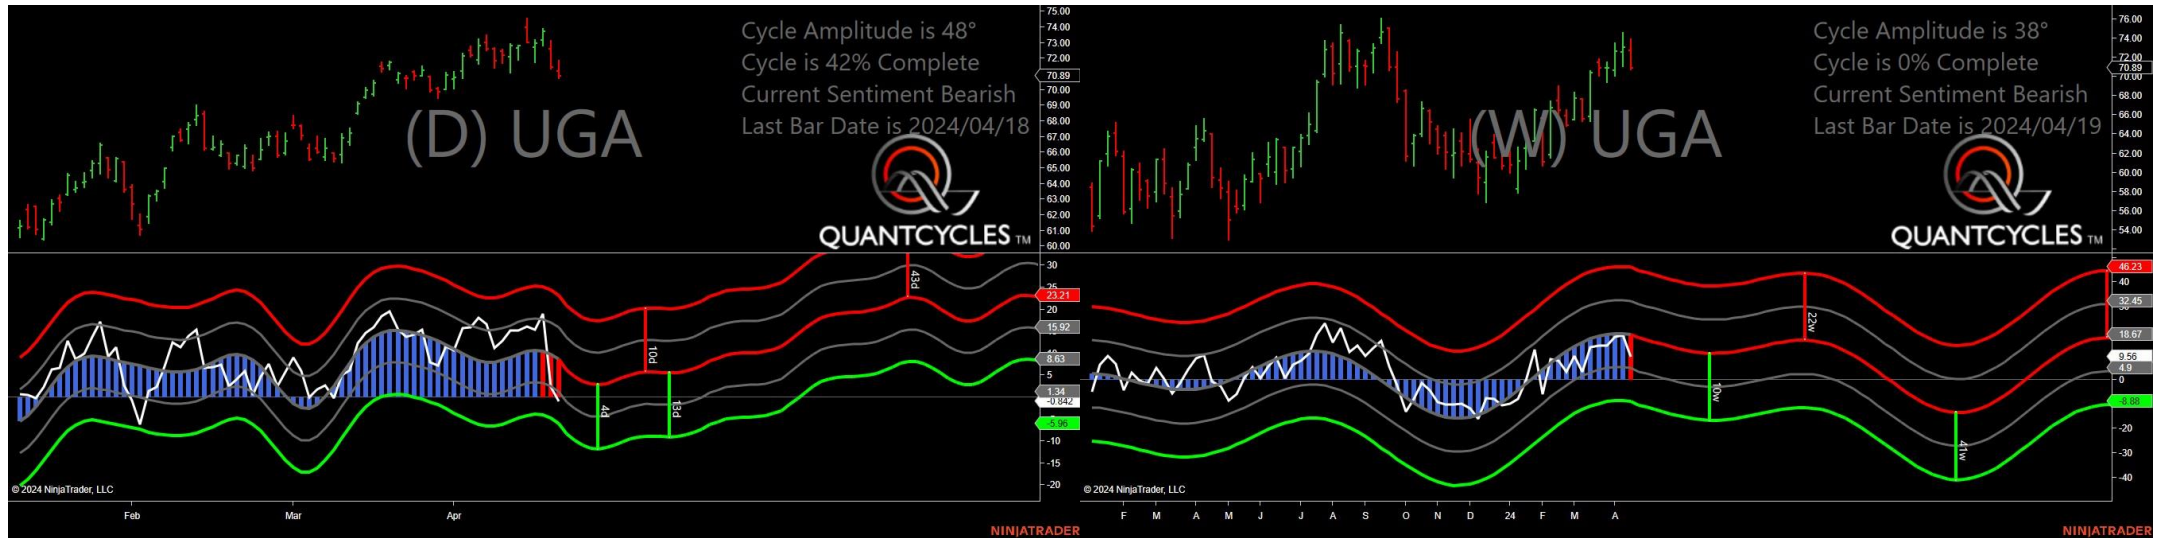 Cycle Amplitude is 48°
Cycle is 42% Complete
Current Sentiment Bearish
Last Bar Date is 2024/04/18
(D) UGA
QUANTCYCLES TM
75.00
74.00
73.00
72.00
70.89
70.00
69.00
68.00
67.00
66.00
65.00
64.00
63.00
62.00
61.00
60.00
30
25
23.21
20
15.92
8.63
5
1.34
-0.842
-5.96
-10
-15
-20
43d
10d
4d
13d
© 2024 NinjaTrader, LLC
Feb
Mar
Apr
NINJATRADER
Cycle Amplitude is 38°
Cycle is 0% Complete
Current Sentiment Bearish
Last Bar Date is 2024/04/19
(W) UGA
QUANTCYCLES TM
76.00
74.00
72.00
70.89
70.00
68.00
66.00
64.00
62.00
60.00
58.00
56.00
54.00
46.23
40
32.45
18.67
9.56
4.9
0
-8.88
-20
-30
-40
22w
10w
41w
© 2024 NinjaTrader, LLC
F
M
A
M
J
J
A
S
O
N
D
24
F
M
A
NINJATRADER